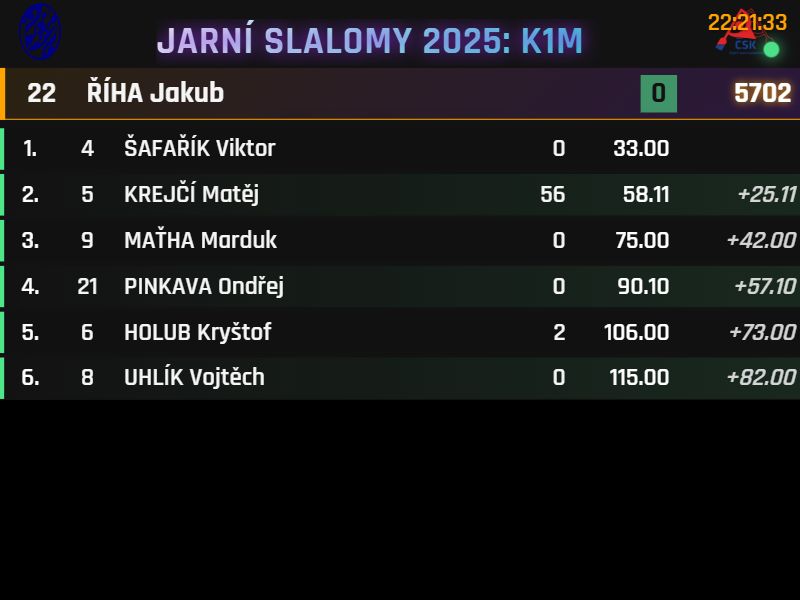 JARNÍ SLALOMY 2025: K1M
22:21:33
CSK
22 ŘÍHA Jakub 0 5702
1. 4 ŠAFAŘÍK Viktor 0 33.00
2. 5 KREJČÍ Matěj 56 58.11 +25.11
3. 9 MAŤHA Marduk 0 75.00 +42.00
4. 21 PINKAVA Ondřej 0 90.10 +57.10
5. 6 HOLUB Kryštof 2 106.00 +73.00
6. 8 UHLÍK Vojtěch 0 115.00 +82.00